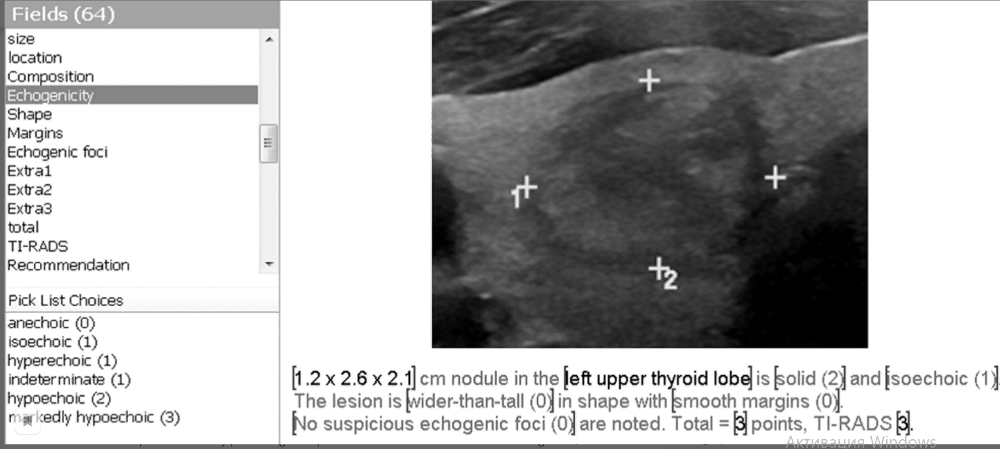 Fields (64)
size
location
Composition
Echogenicity
Shape
Margins
Echogenic foci
Extra1
Extra2
Extra3
total
TI-RADS
Recommendation
Pick List Choices
anechoic (0)
isoechoic (1)
hyperechoic (1)
indeterminate (1)
hypoechoic (2)
markedly hypoechoic (3)
1
2
[1.2 x 2.6 x 2.1] cm nodule in the [left upper thyroid lobe] is [solid (2)] and [isoechoic (1)].
The lesion is [wider-than-tall (0)] in shape with [smooth margins (0)].
[No suspicious echogenic foci (0)] are noted. Total = [3] points, TI-RADS [3].
Активация Windows